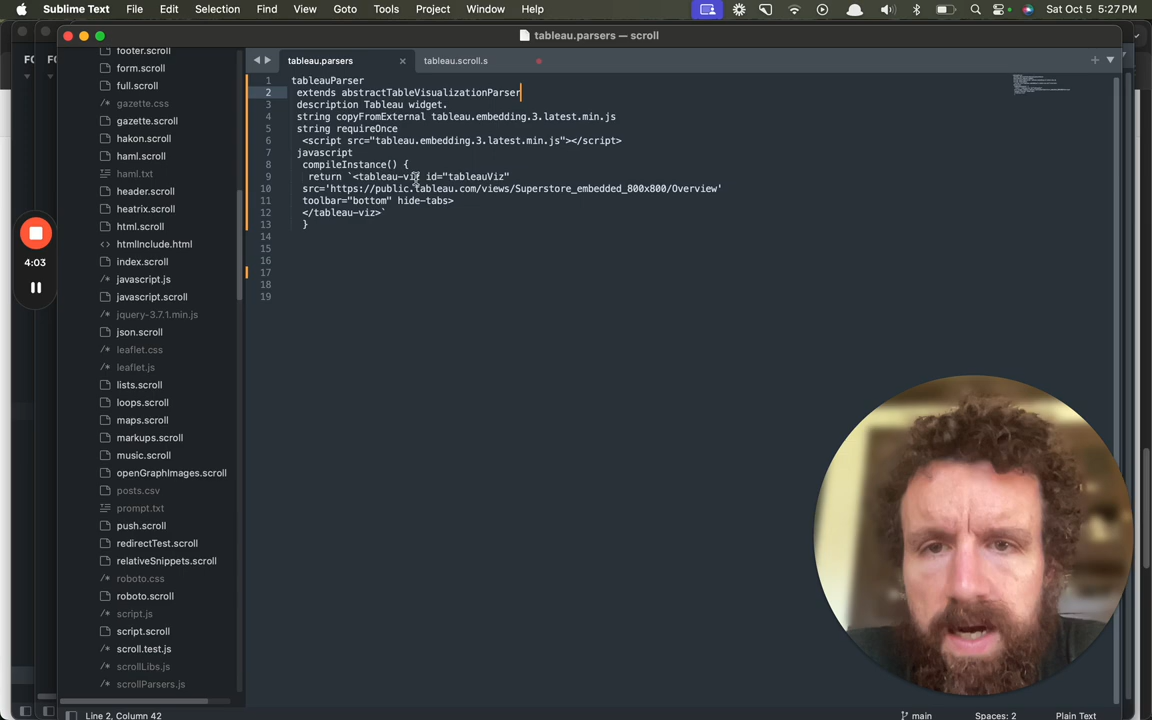 Sublime Text File Edit Selection Find View Goto Tools Project Window Help Sat Oct 5 5:27 PM
tableau.parsers — scroll
FO
FO
footer.scroll
form.scroll
full.scroll
gazette.css
gazette.scroll
hakon.scroll
haml.scroll
haml.txt
header.scroll
heatrix.scroll
html.scroll
htmlInclude.html
index.scroll
javascript.js
javascript.scroll
jquery-3.7.1.min.js
json.scroll
leaflet.css
leaflet.js
lists.scroll
loops.scroll
maps.scroll
markups.scroll
music.scroll
openGraphImages.scroll
posts.csv
prompt.txt
push.scroll
redirectTest.scroll
relativeSnippets.scroll
roboto.css
roboto.scroll
script.js
script.scroll
scroll.test.js
scrollLibs.js
scrollParsers.js
4:03
tableau.parsers
tableau.scroll.s
1 tableauParser
2 extends abstractTableVisualizationParser
3 description Tableau widget.
4 string copyFromExternal tableau.embedding.3.latest.min.js
5 string requireOnce
6 <script src="tableau.embedding.3.latest.min.js"></script>
7 javascript
8 compileInstance() {
9 return `<tableau-viz id="tableauViz"
10 src='https://public.tableau.com/views/Superstore_embedded_800x800/Overview'
11 toolbar="bottom" hide-tabs>
12 </tableau-viz>`
13 }
14
15
16
17
18
19
Line 2, Column 42
main
Spaces: 2
Plain Text